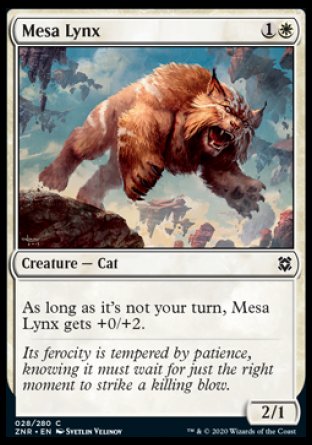 Mesa Lynx 1
Creature — Cat
As long as it's not your turn, Mesa
Lynx gets +0/+2.
Its ferocity is tempered by patience,
knowing it must wait for just the right
moment to strike a killing blow.
2/1
028/280 C
ZNR • EN Svetlin Velinov
™ & © 2020 Wizards of the Coast